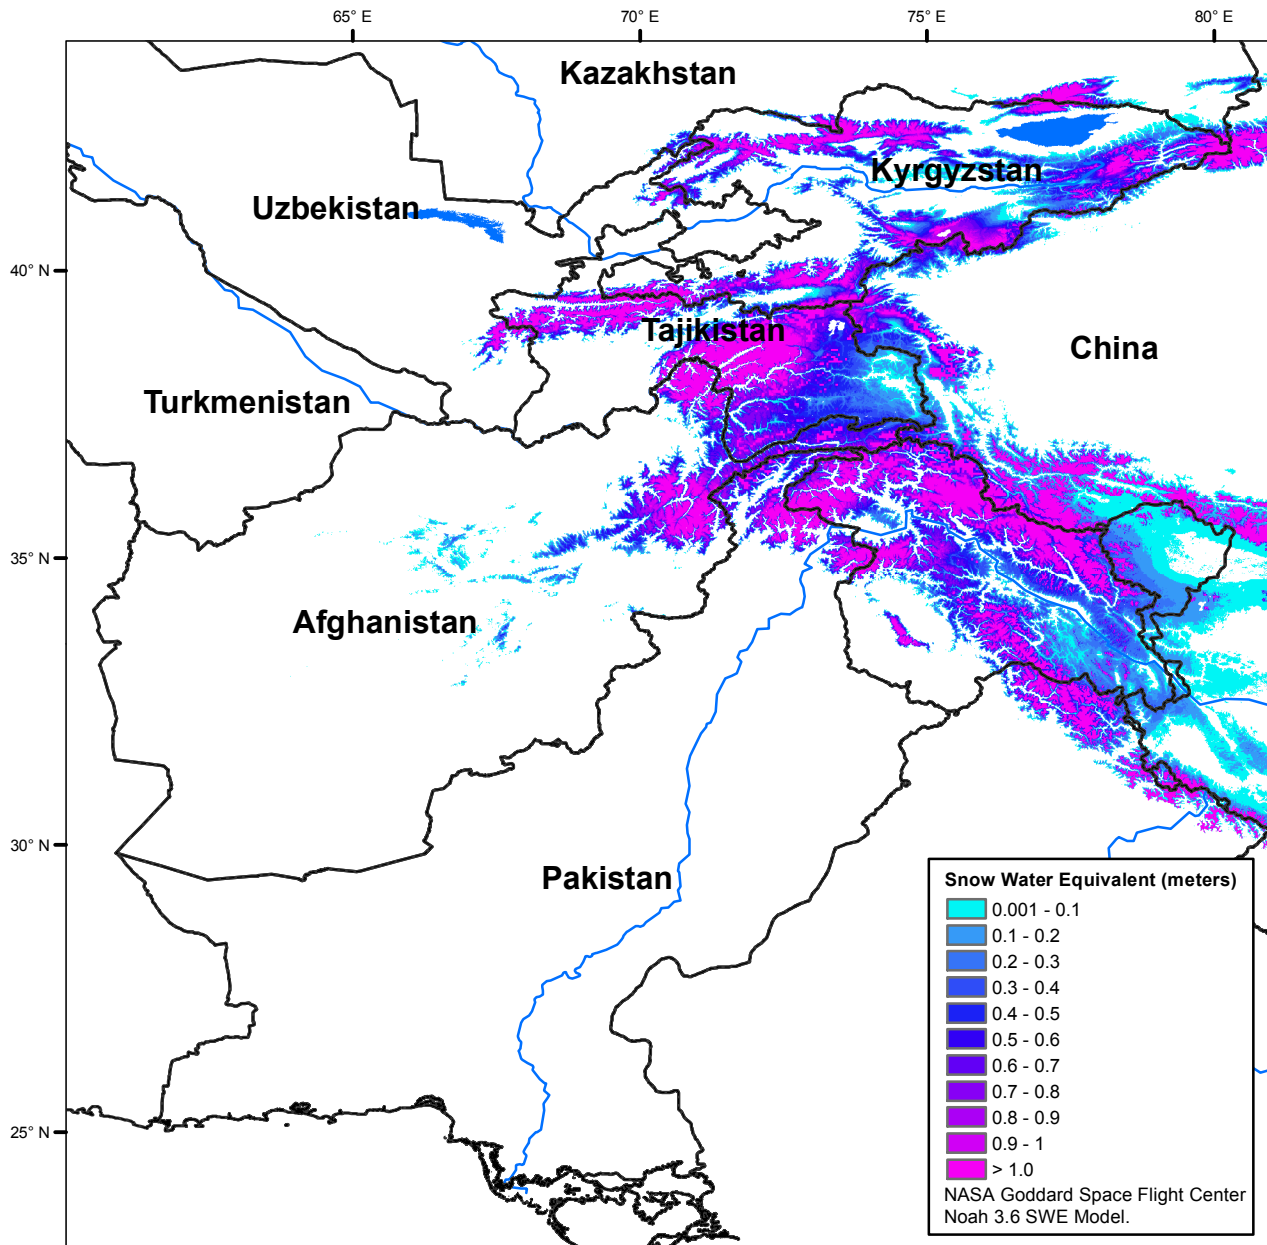 65° E
70° E
75° E
80° E
Kazakhstan
Kyrgyzstan
Uzbekistan
40° N
Tajikistan
China
Turkmenistan
35° N
Afghanistan
30° N
Pakistan
25° N
Snow Water Equivalent (meters)
0.001 - 0.1
0.1 - 0.2
0.2 - 0.3
0.3 - 0.4
0.4 - 0.5
0.5 - 0.6
0.6 - 0.7
0.7 - 0.8
0.8 - 0.9
0.9 - 1
> 1.0
NASA Goddard Space Flight Center
Noah 3.6 SWE Model.